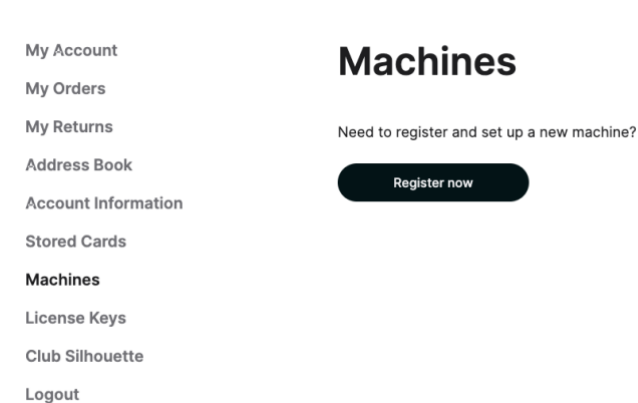 My Account
My Orders
My Returns
Address Book
Account Information
Stored Cards
Machines
License Keys
Club Silhouette
Logout
Machines
Need to register and set up a new machine?
Register now